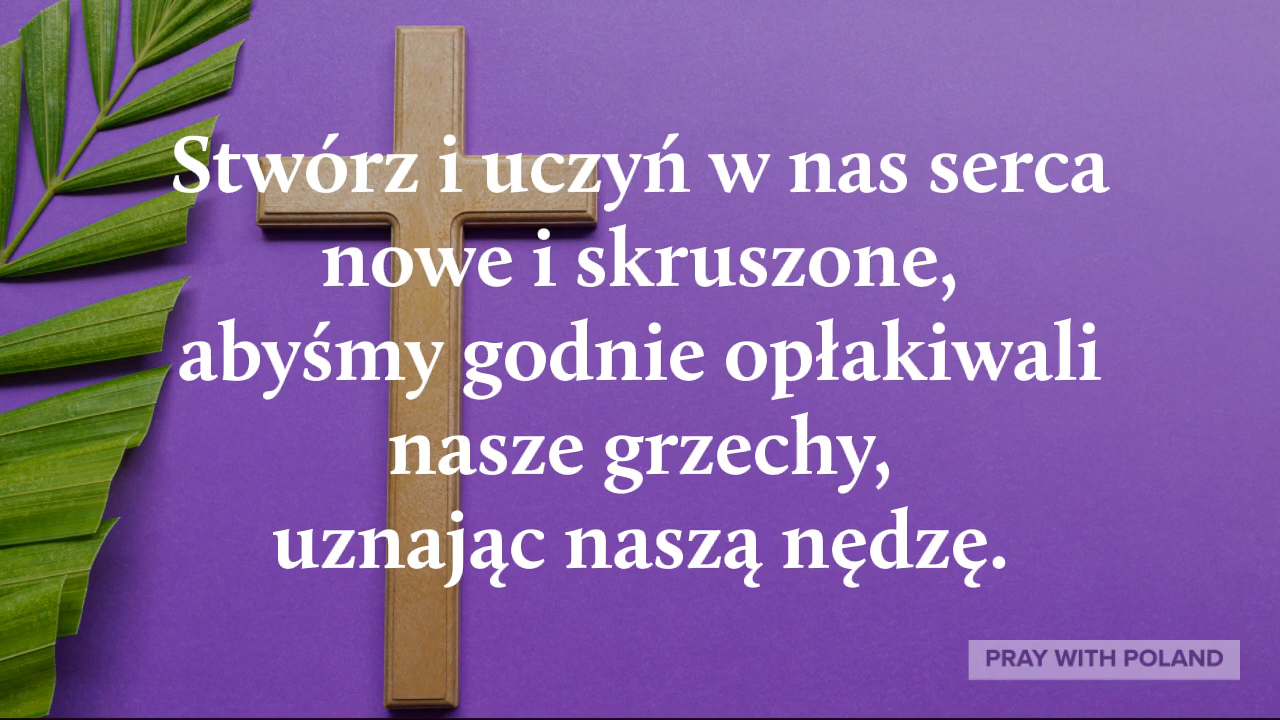 Stwórz i uczyń w nas serca
nowe i skruszone,
abyśmy godnie opłakiwali
nasze grzechy,
uznając naszą nędzę.
PRAY WITH POLAND